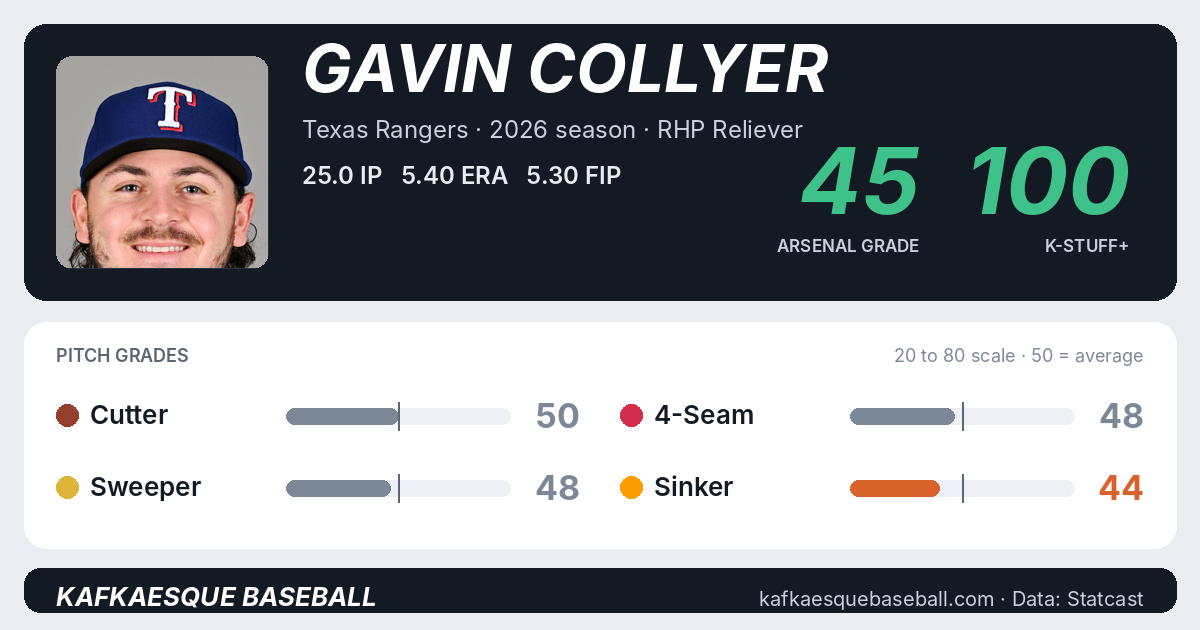 T
GAVIN COLLYER
Texas Rangers · 2026 season · RHP Reliever
25.0 IP 5.40 ERA 5.30 FIP
45 100
ARSENAL GRADE K-STUFF+
PITCH GRADES 20 to 80 scale · 50 = average
Cutter 50 4-Seam 48
Sweeper 48 Sinker 44
KAFKAESQUE BASEBALL kafkaesquebaseball.com · Data: Statcast